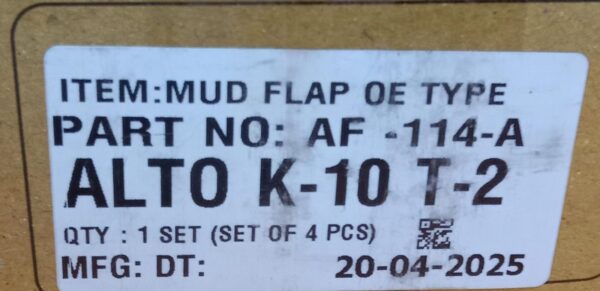 ITEM:MUD FLAP OE TYPE
PART NO: AF -114-A
ALTO K-10 T-2
QTY : 1 SET (SET OF 4 PCS)
MFG: DT: 20-04-2025